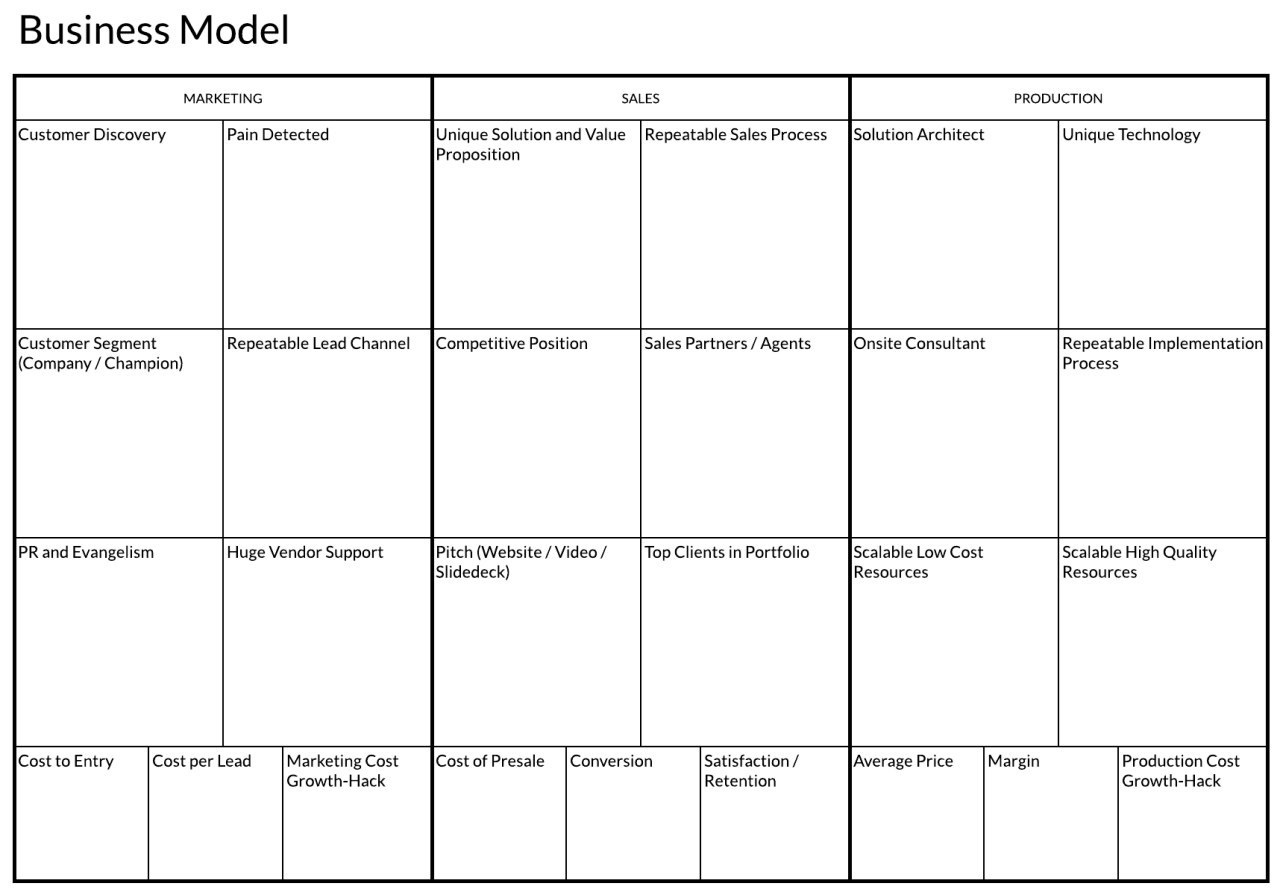 Business Model
MARKETING
SALES
PRODUCTION
Customer Discovery
Pain Detected
Unique Solution and Value
Proposition
Repeatable Sales Process
Solution Architect
Unique Technology
Customer Segment
(Company / Champion)
Repeatable Lead Channel
Competitive Position
Sales Partners / Agents
Onsite Consultant
Repeatable Implementation
Process
PR and Evangelism
Huge Vendor Support
Pitch (Website / Video /
Slidedeck)
Top Clients in Portfolio
Scalable Low Cost
Resources
Scalable High Quality
Resources
Cost to Entry
Cost per Lead
Marketing Cost
Growth-Hack
Cost of Presale
Conversion
Satisfaction /
Retention
Average Price
Margin
Production Cost
Growth-Hack